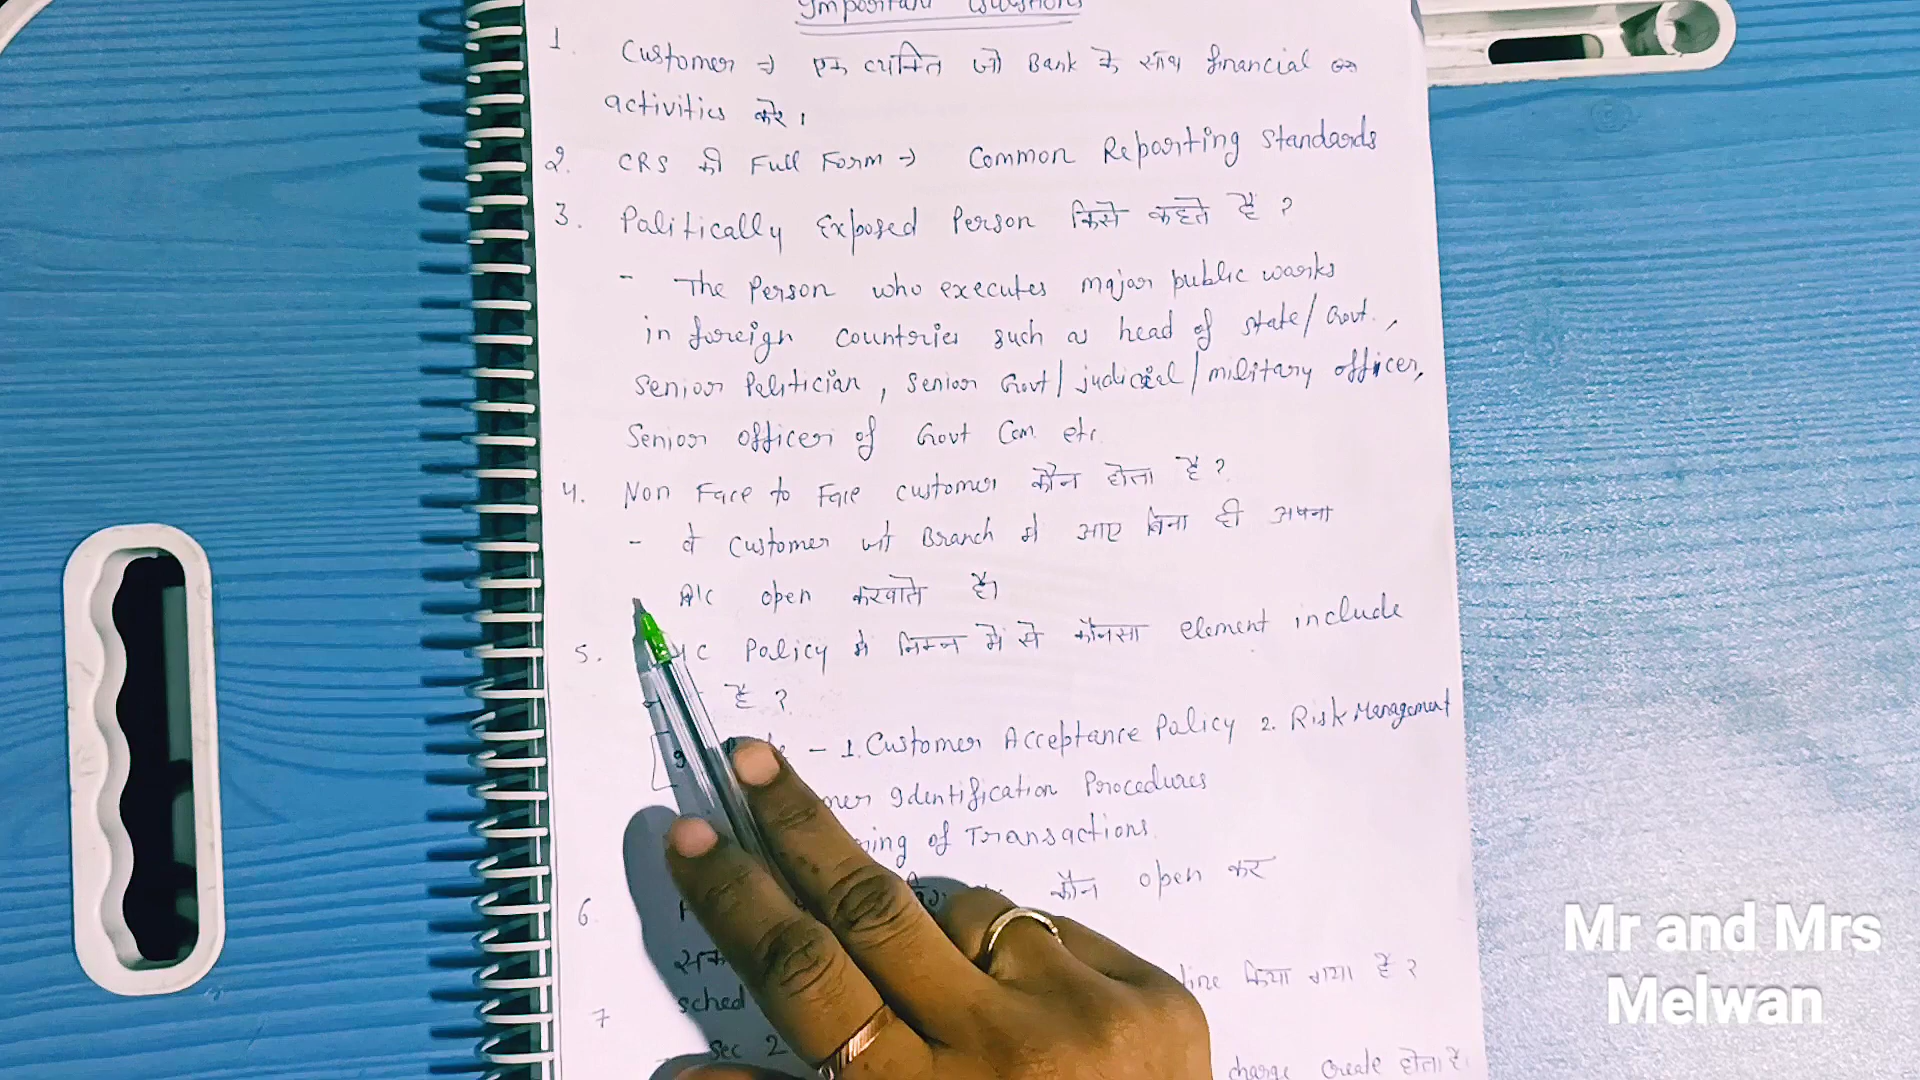 Important Questions
1. Customer ⇒ एक व्यक्ति जो Bank के साथ financial
activities करे।
2. CRS की Full Form → Common Reporting Standards
3. Politically Exposed Person किसे कहते है ?
- The Person who executes major public works
in foreign countries such as head of state/Govt.,
Senior Politician, Senior Govt/judicial/military officer,
Senior officer of Govt Com. etc.
4. Non Face to Face customer कौन होता है ?
- वे Customer जो Branch मे आए बिना ही अपना
A/c open करवाते है।
5. Policy मे निम्न में से कौनसा element include
है ?
- 1. Customer Acceptance Policy 2. Risk Management
Identification Procedures
of Transactions.
6 कौन open कर
7 किया गया है ?
Sec 2
charge create होता है।
Mr and Mrs
Melwan